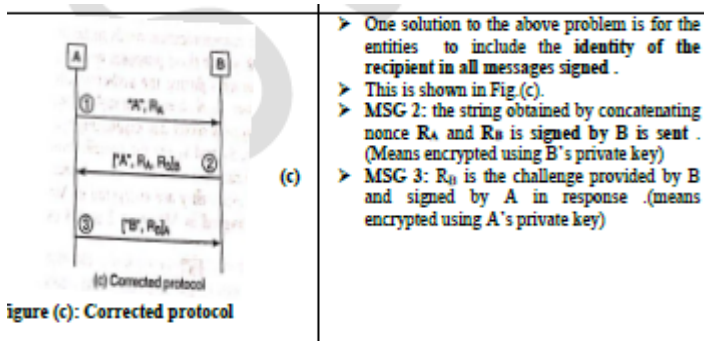 A
B
① "A", RA
["A", RA, RB]B ②
③ ["B", RB]A
(c) Corrected protocol
igure (c): Corrected protocol
(c)
➤ One solution to the above problem is for the
entities to include the identity of the
recipient in all messages signed .
➤ This is shown in Fig.(c).
➤ MSG 2: the string obtained by concatenating
nonce RA and RB is signed by B is sent .
(Means encrypted using B's private key)
➤ MSG 3: RB is the challenge provided by B
and signed by A in response .(means
encrypted using A's private key)